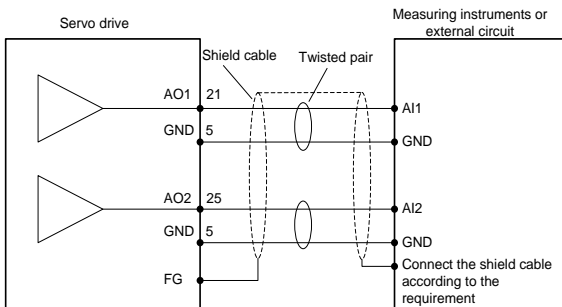 Servo drive
Measuring instruments or
external circuit
Shield cable
Twisted pair
AO1
21
AI1
GND
5
GND
AO2
25
AI2
GND
5
GND
FG
Connect the shield cable
according to the
requirement